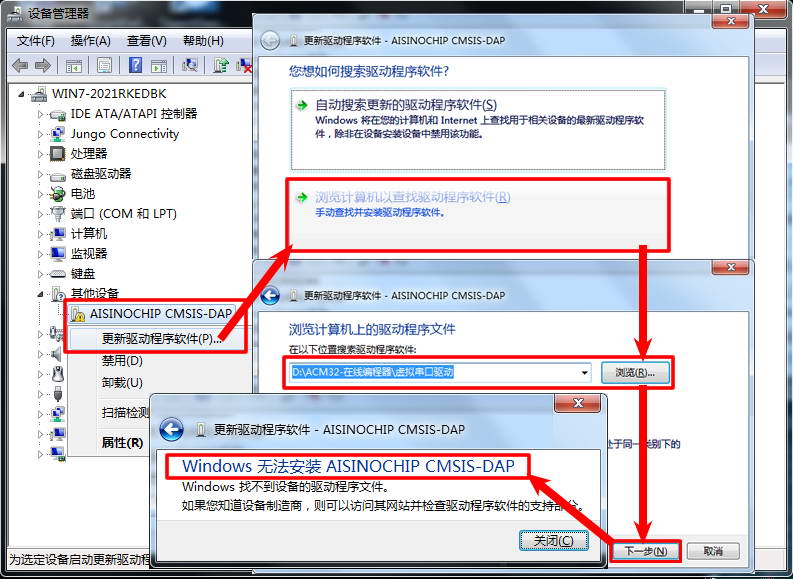 设备管理器
文件(F) 操作(A) 查看(V) 帮助(H)
WIN7-2021RKEDBK
IDE ATA/ATAPI 控制器
Jungo Connectivity
处理器
磁盘驱动器
电池
端口 (COM 和 LPT)
计算机
监视器
键盘
其他设备
AISINOCHIP CMSIS-DAP
更新驱动程序软件(P)...
禁用(D)
卸载(U)
扫描检测
属性(R)
为选定设备启动更新驱动程
更新驱动程序软件 - AISINOCHIP CMSIS-DAP
您想如何搜索驱动程序软件?
自动搜索更新的驱动程序软件(S)
Windows 将在您的计算机和 Internet 上查找用于相关设备的最新驱动程序软
件，除非在设备安装设备中禁用该功能。
浏览计算机以查找驱动程序软件(R)
手动查找并安装驱动程序软件。
更新驱动程序软件 - AISINOCHIP CMSIS-DAP
浏览计算机上的驱动程序文件
在以下位置搜索驱动程序软件:
D:\ACM32-在线编程器\虚拟串口驱动
浏览(R)...
处于同一类别下的
下一步(N)
取消
更新驱动程序软件 - AISINOCHIP CMSIS-DAP
Windows 无法安装 AISINOCHIP CMSIS-DAP
Windows 找不到设备的驱动程序文件。
如果您知道设备制造商，则可以访问其网站并检查驱动程序软件的支持部分。
关闭(C)